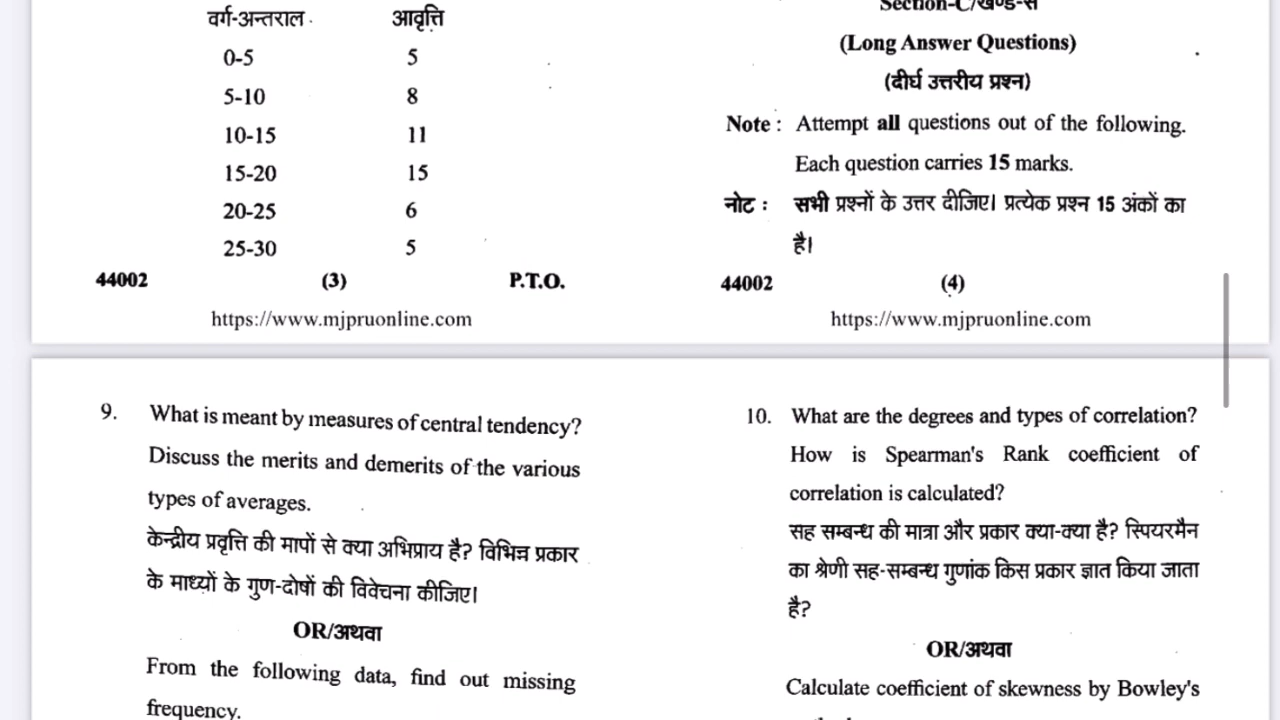 वर्ग-अन्तराल आवृत्ति
0-5 5
5-10 8
10-15 11
15-20 15
20-25 6
25-30 5
44002 (3) P.T.O.
https://www.mjpruonline.com
Section-C/खण्ड-स
(Long Answer Questions)
(दीर्घ उत्तरीय प्रश्न)
Note : Attempt all questions out of the following.
Each question carries 15 marks.
नोट : सभी प्रश्नों के उत्तर दीजिए। प्रत्येक प्रश्न 15 अंकों का
है।
44002 (4)
https://www.mjpruonline.com
9. What is meant by measures of central tendency?
Discuss the merits and demerits of the various
types of averages.
केन्द्रीय प्रवृत्ति की मापों से क्या अभिप्राय है? विभिन्न प्रकार
के माध्यों के गुण-दोषों की विवेचना कीजिए।
OR/अथवा
From the following data, find out missing
frequency.
10. What are the degrees and types of correlation?
How is Spearman's Rank coefficient of
correlation is calculated?
सह सम्बन्ध की मात्रा और प्रकार क्या-क्या है? स्पियरमैन
का श्रेणी सह-सम्बन्ध गुणांक किस प्रकार ज्ञात किया जाता
है?
OR/अथवा
Calculate coefficient of skewness by Bowley's